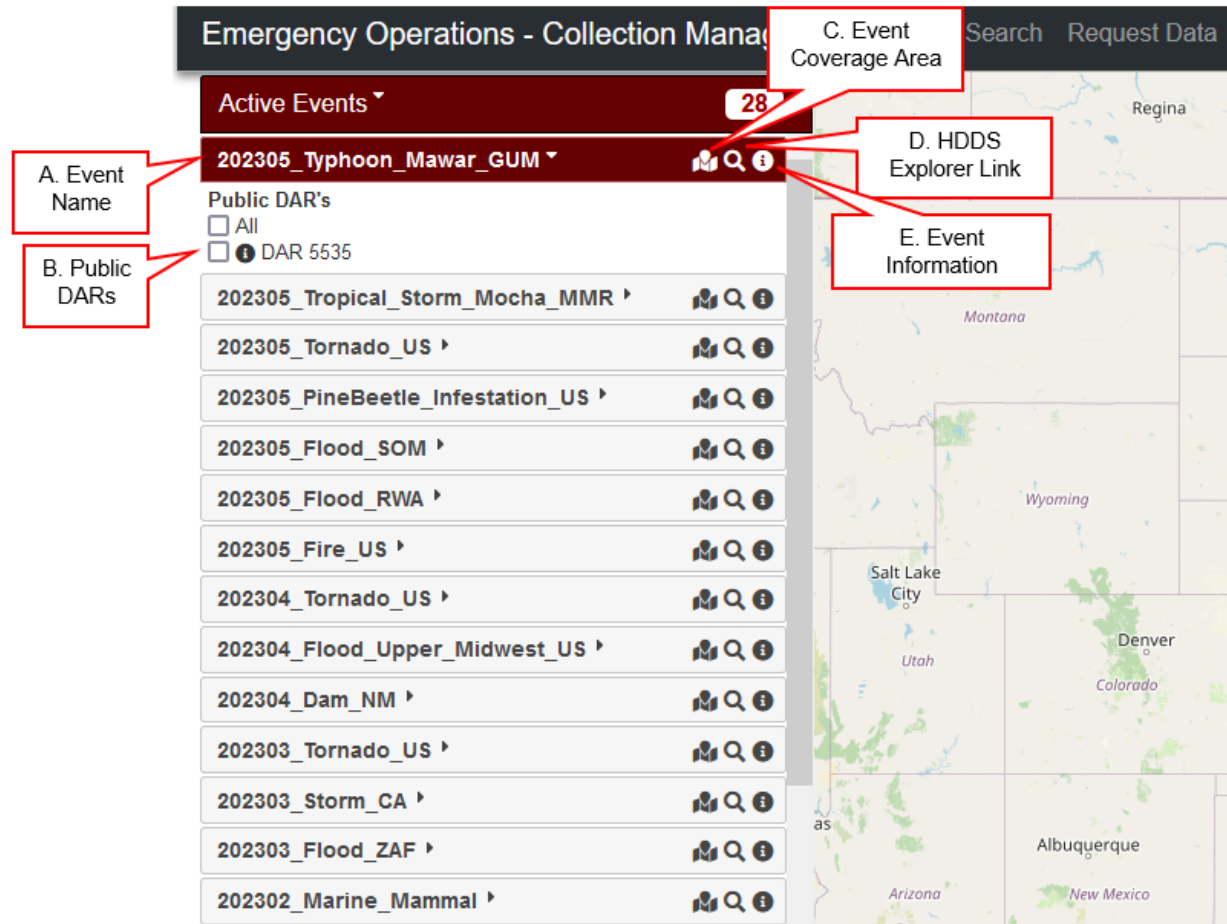 Emergency Operations - Collection Manag
Search
Request Data
C. Event
Coverage Area
Active Events
28
Regina
A. Event
Name
202305_Typhoon_Mawar_GUM
D. HDDS
Explorer Link
Public DAR's
All
DAR 5535
B. Public
DARs
E. Event
Information
202305_Tropical_Storm_Mocha_MMR
Montana
202305_Tornado_US
202305_PineBeetle_Infestation_US
202305_Flood_SOM
202305_Flood_RWA
Wyoming
202305_Fire_US
Salt Lake
City
202304_Tornado_US
202304_Flood_Upper_Midwest_US
Denver
Utah
Colorado
202304_Dam_NM
202303_Tornado_US
202303_Storm_CA
as
202303_Flood_ZAF
Albuquerque
202302_Marine_Mammal
Arizona
New Mexico